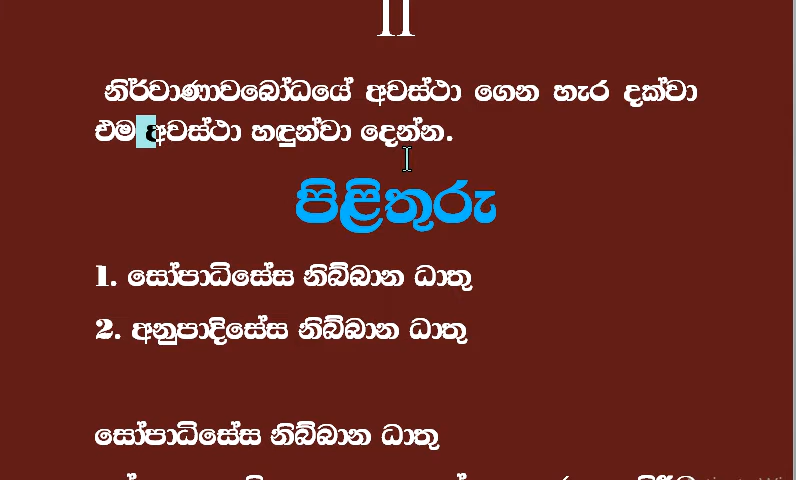 II
නිර්වාණාවබෝධයේ අවස්ථා ගෙන හැර දක්වා
එම අවස්ථා හඳුන්වා දෙන්න.
පිළිතුරු
1. සෝපාධිසේස නිබ්බාන ධාතු
2. අනුපාදිසේස නිබ්බාන ධාතු
සෝපාධිසේස නිබ්බාන ධාතු